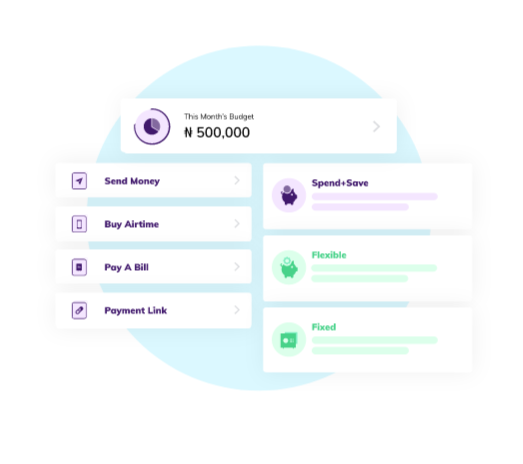 This Month's Budget
₦ 500,000
Send Money
Buy Airtime
Pay A Bill
Payment Link
Spend+Save
Flexible
Fixed